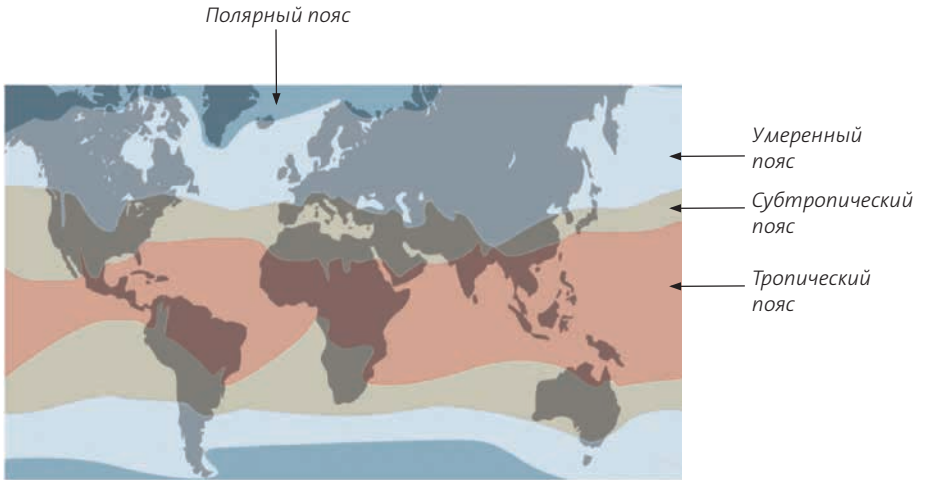 Полярный пояс
Умеренный
пояс
Субтропический
пояс
Тропический
пояс